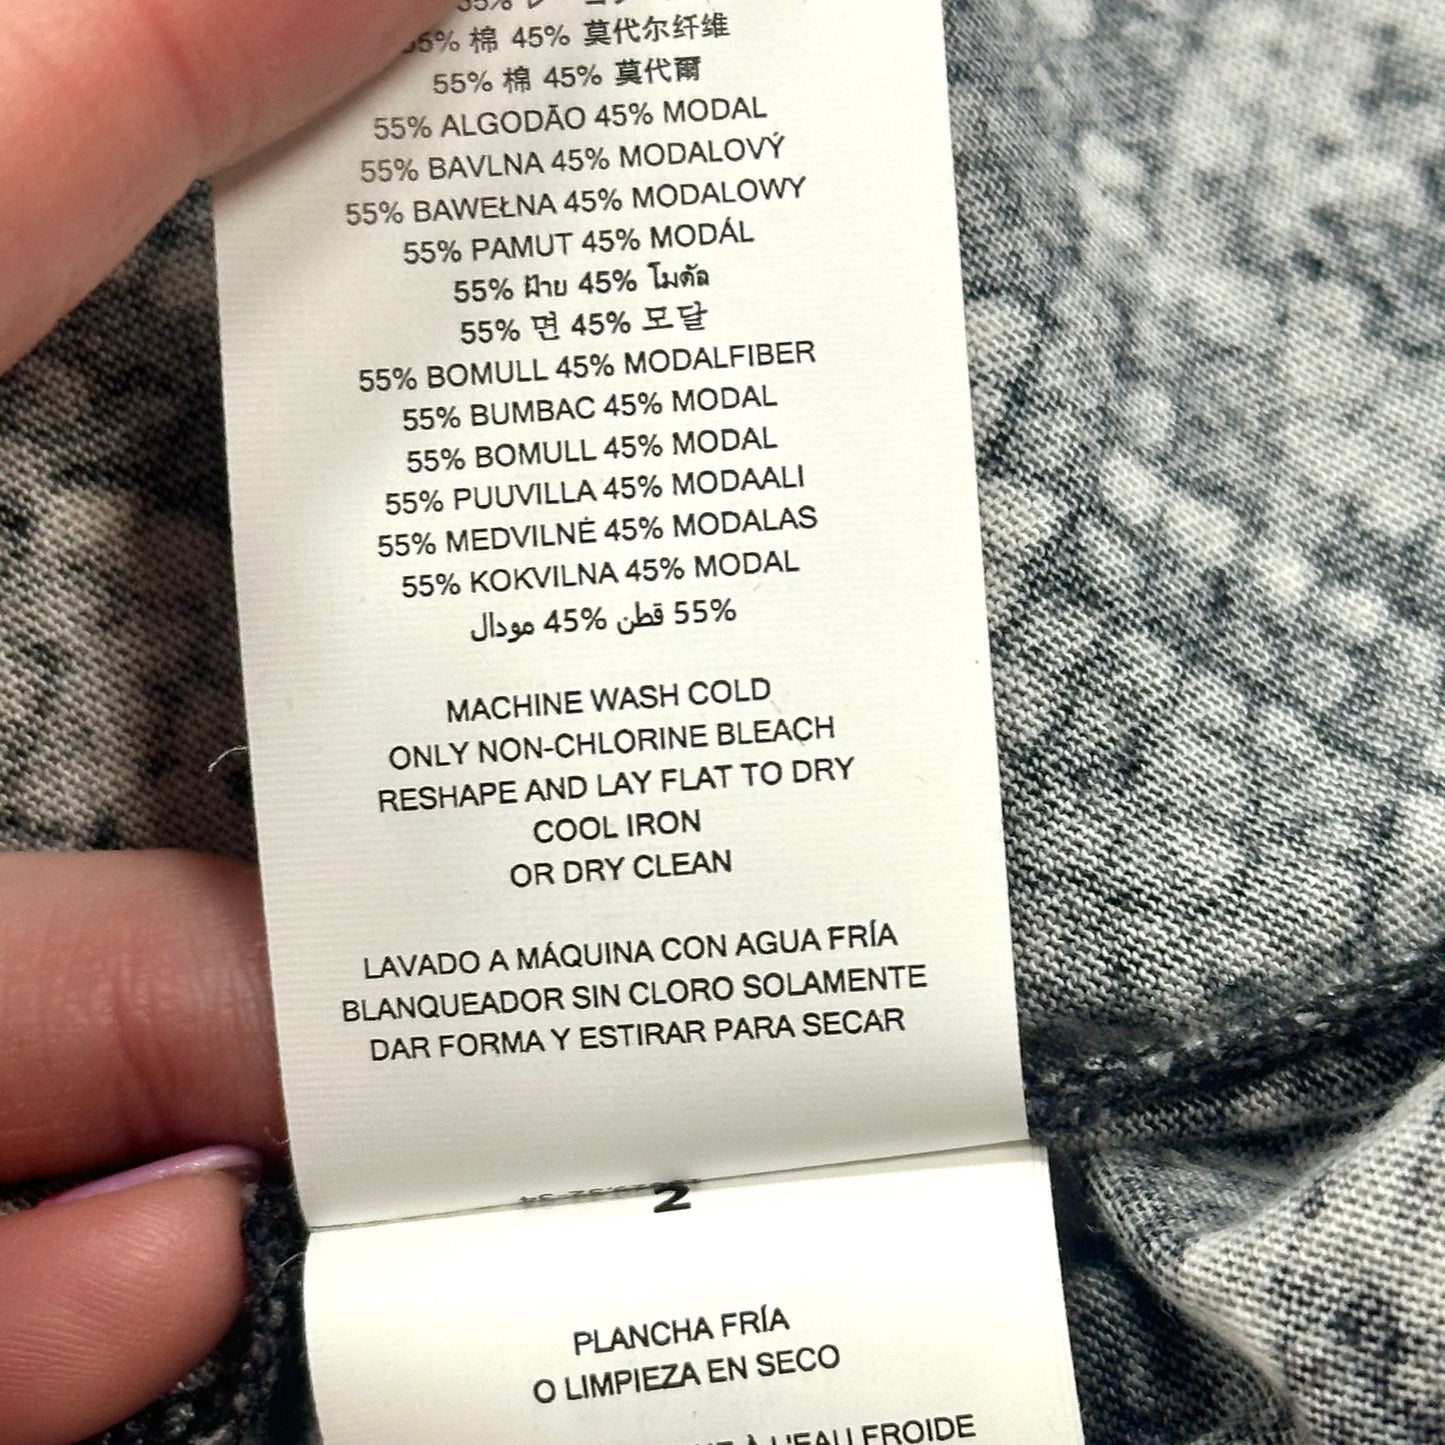 55% 棉 45% 莫代尔纤维
55% 棉 45% 莫代爾
55% ALGODÃO 45% MODAL
55% BAVLNA 45% MODALOVÝ
55% BAWEŁNA 45% MODALOWY
55% PAMUT 45% MODÁL
55% ฝ้าย 45% โมดัล
55% 면 45% 모달
55% BOMULL 45% MODALFIBER
55% BUMBAC 45% MODAL
55% BOMULL 45% MODAL
55% PUUVILLA 45% MODAALI
55% MEDVILNĖ 45% MODALAS
55% KOKVILNA 45% MODAL
55% قطن 45% مودال
MACHINE WASH COLD
ONLY NON-CHLORINE BLEACH
RESHAPE AND LAY FLAT TO DRY
COOL IRON
OR DRY CLEAN
LAVADO A MÁQUINA CON AGUA FRÍA
BLANQUEADOR SIN CLORO SOLAMENTE
DAR FORMA Y ESTIRAR PARA SECAR
PLANCHA FRÍA
O LIMPIEZA EN SECO
À L'EAU FROIDE